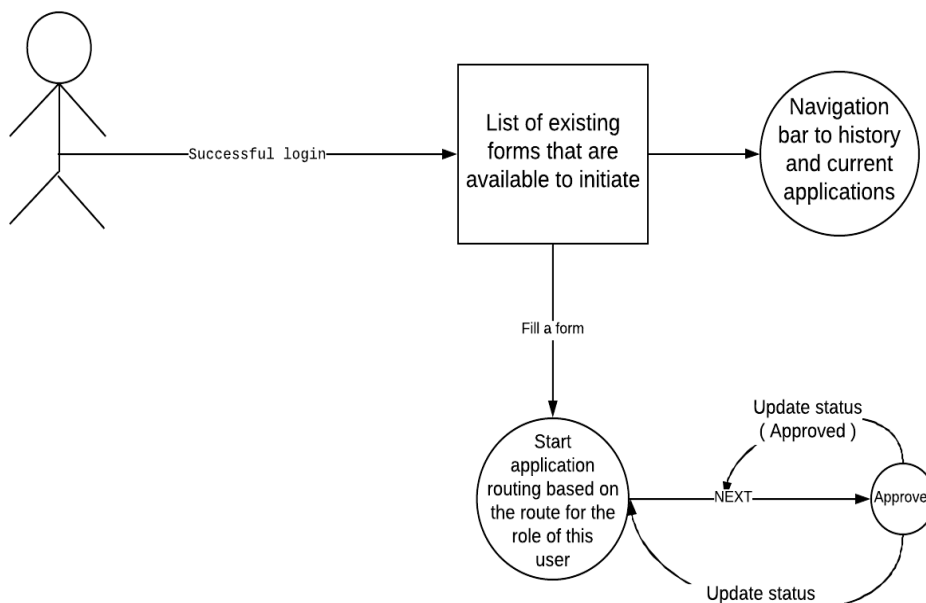 Successful login
List of existing
forms that are
available to initiate
Navigation
bar to history
and current
applications
Fill a form
Start
application
routing based on
the route for the
role of this
user
Update status
( Approved )
NEXT
Approve
Update status